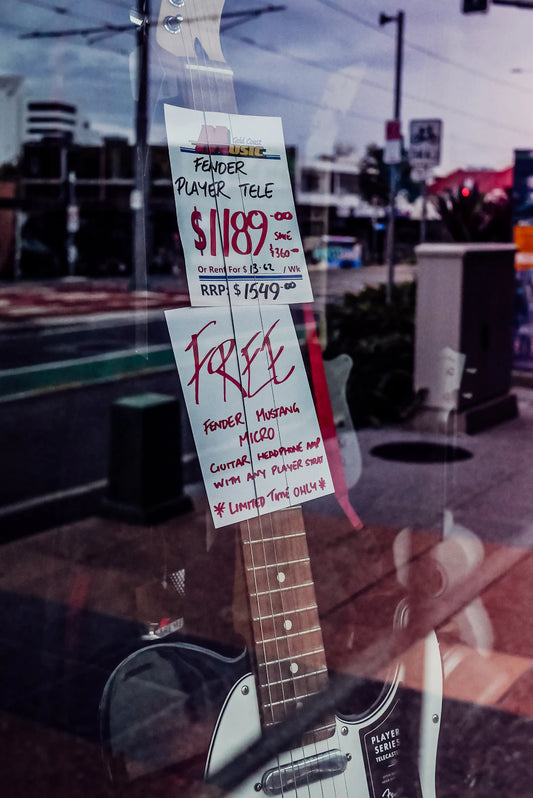 Gold Coast
MUSIC
FENDER
PLAYER TELE
$1189.00
SAVE
$360.00
Or Rent For $ 13.62 / Wk
RRP $ 1549.00
FREE
FENDER MUSTANG
MICRO
GUITAR HEADPHONE AMP
WITH ANY PLAYER STRAT
* LIMITED TIME ONLY *
PLAYER
SERIES
TELECASTER